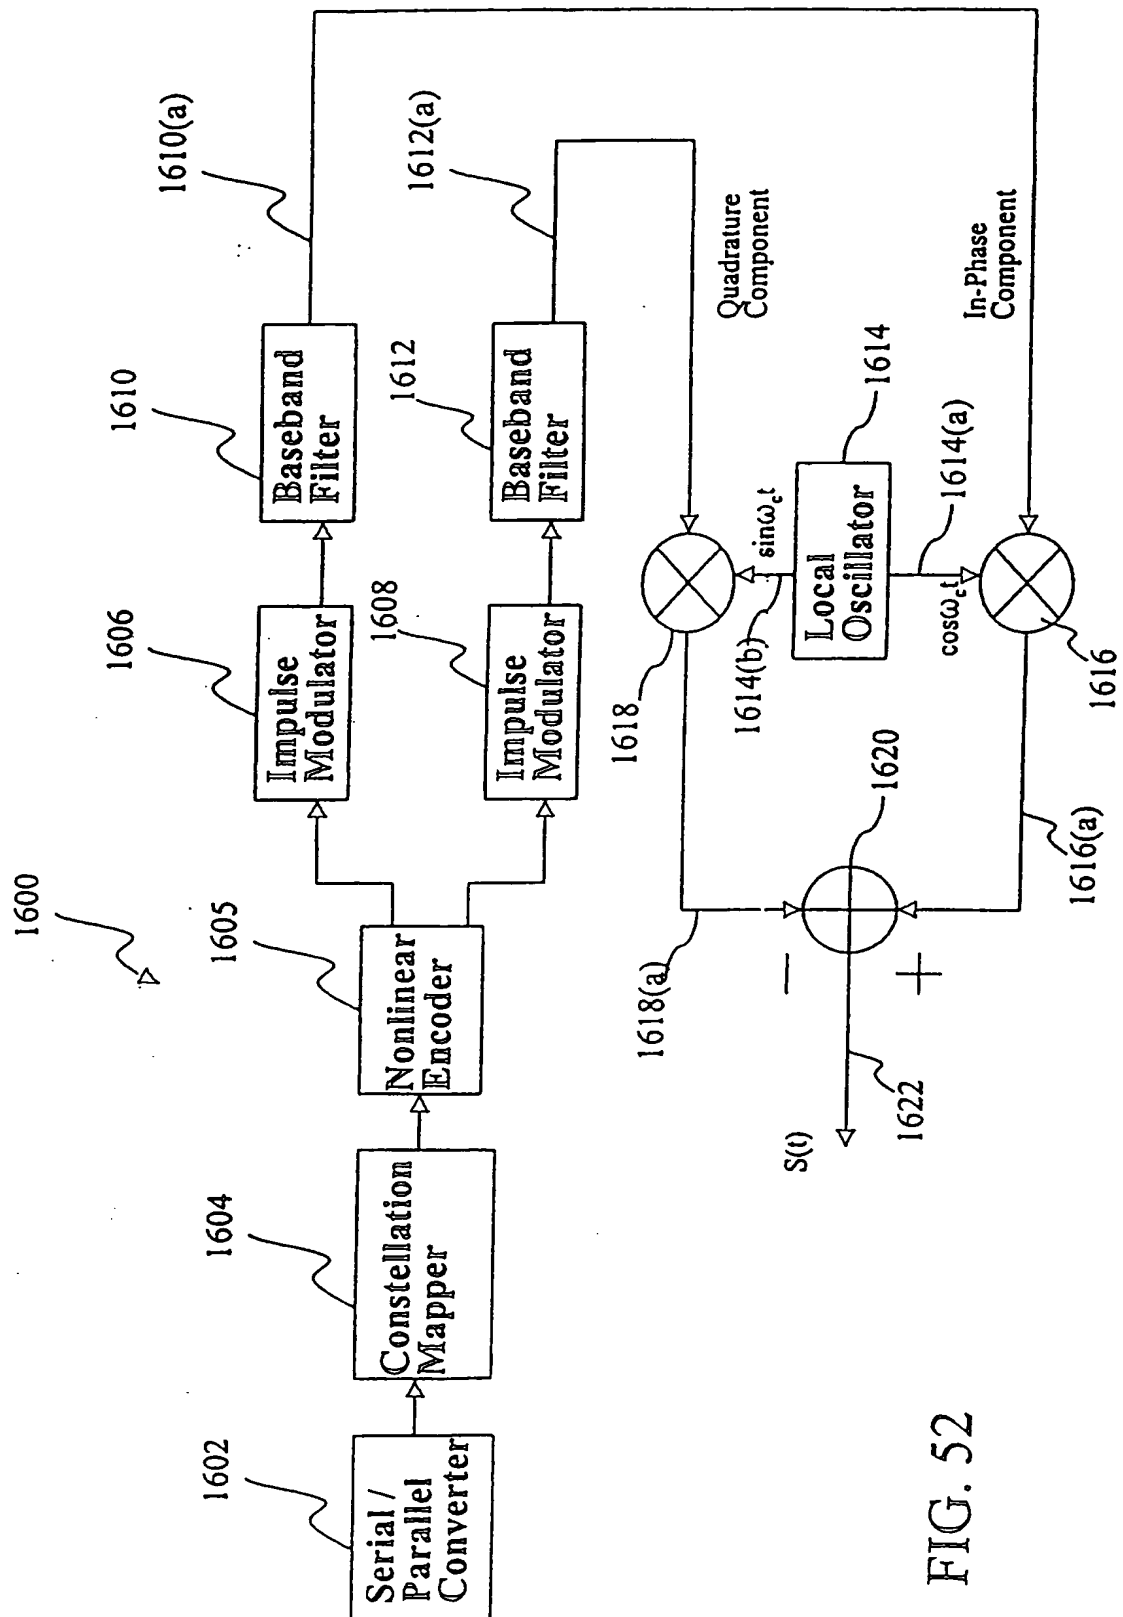 1600
1602
Serial /
Parallel
Converter
1604
Constellation
Mapper
1605
Nonlinear
Encoder
1606
Impulse
Modulator
1608
Impulse
Modulator
1610
Baseband
Filter
1610(a)
1612
Baseband
Filter
1612(a)
Quadrature
Component
In-Phase
Component
1618
sinω꜀t
1614(b)
Local
Oscillator
1614
1614(a)
cosω꜀t
1616
1618(a)
1616(a)
1620
−
+
S(t)
1622
FIG. 52